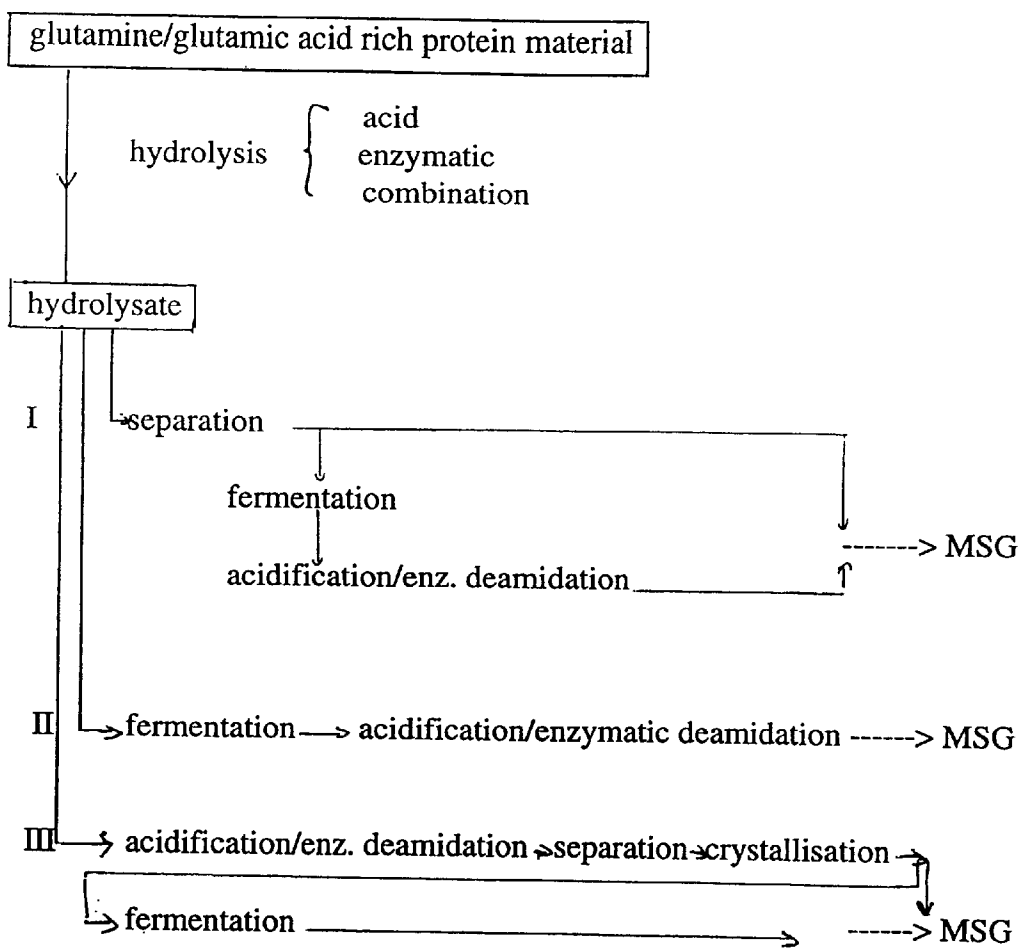 glutamine/glutamic acid rich protein material
acid
hydrolysis { enzymatic
combination
hydrolysate
I separation
fermentation
-------> MSG
acidification/enz. deamidation
II fermentation acidification/enzymatic deamidation ------> MSG
III acidification/enz. deamidation separation crystallisation
fermentation ------> MSG